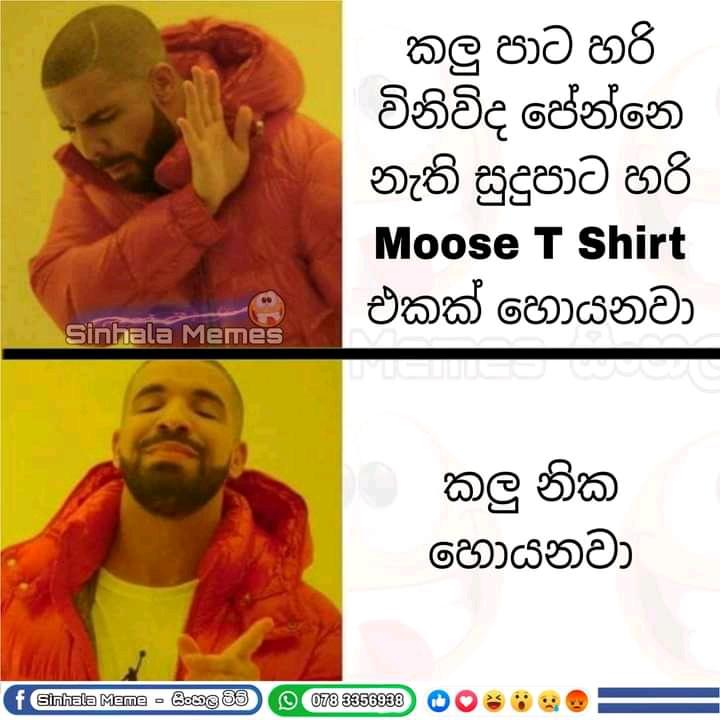 කලු පාට හරි
විනිවිද පේන්නෙ
නැති සුදුපාට හරි
Moose T Shirt
එකක් හොයනවා
Sinhala Memes
කලු නික
හොයනවා
Sinhala Meme - සිංහල මීම්
078 3356938